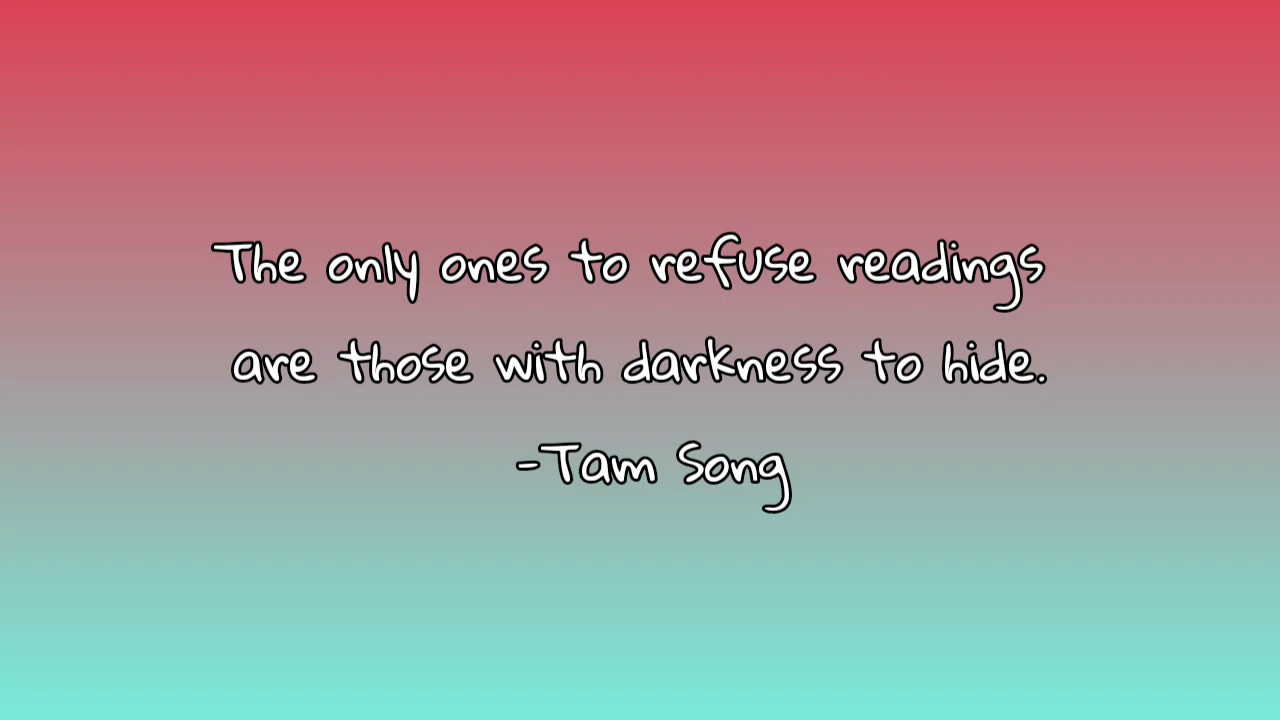 The only ones to refuse readings
are those with darkness to hide.
-Tam Song